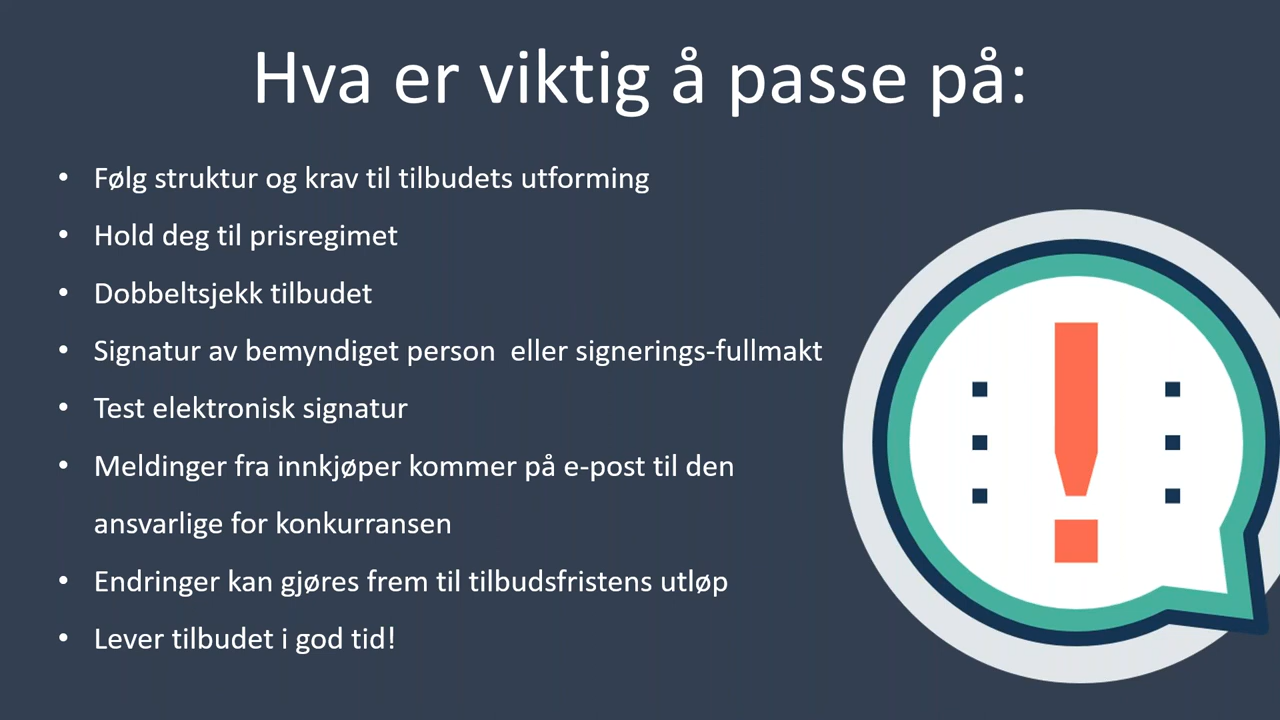 Hva er viktig å passe på:
• Følg struktur og krav til tilbudets utforming
• Hold deg til prisregimet
• Dobbeltsjekk tilbudet
• Signatur av bemyndiget person  eller signerings-fullmakt
• Test elektronisk signatur
• Meldinger fra innkjøper kommer på e-post til den
ansvarlige for konkurransen
• Endringer kan gjøres frem til tilbudsfristens utløp
• Lever tilbudet i god tid!